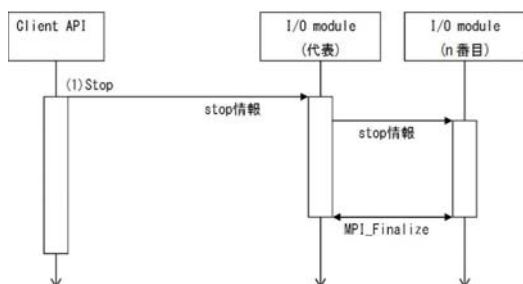 Client API
I/O module
(代表)
I/O module
(n番目)
(1)Stop
stop情報
stop情報
MPI_Finalize